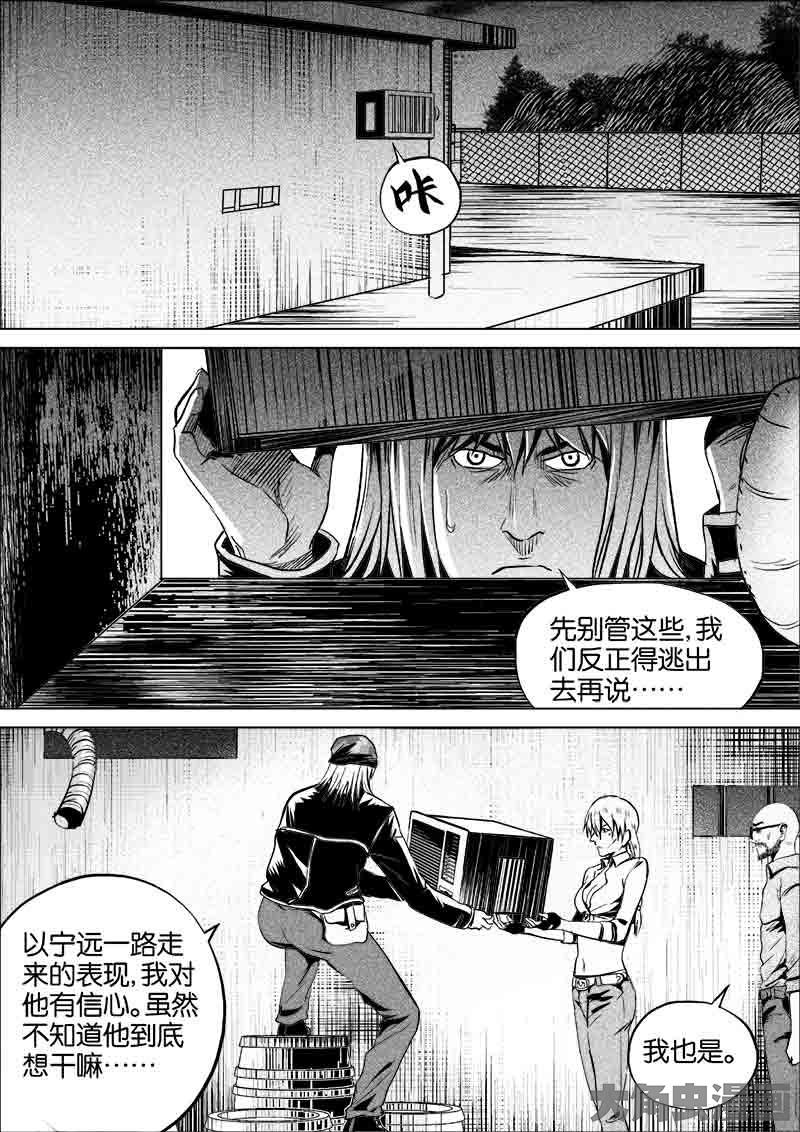 咔
先别管这些,我
们反正得逃出
去再说……
以宁远一路走
来的表现,我对
他有信心。虽然
不知道他到底
想干嘛……
我也是。
大角虫漫画